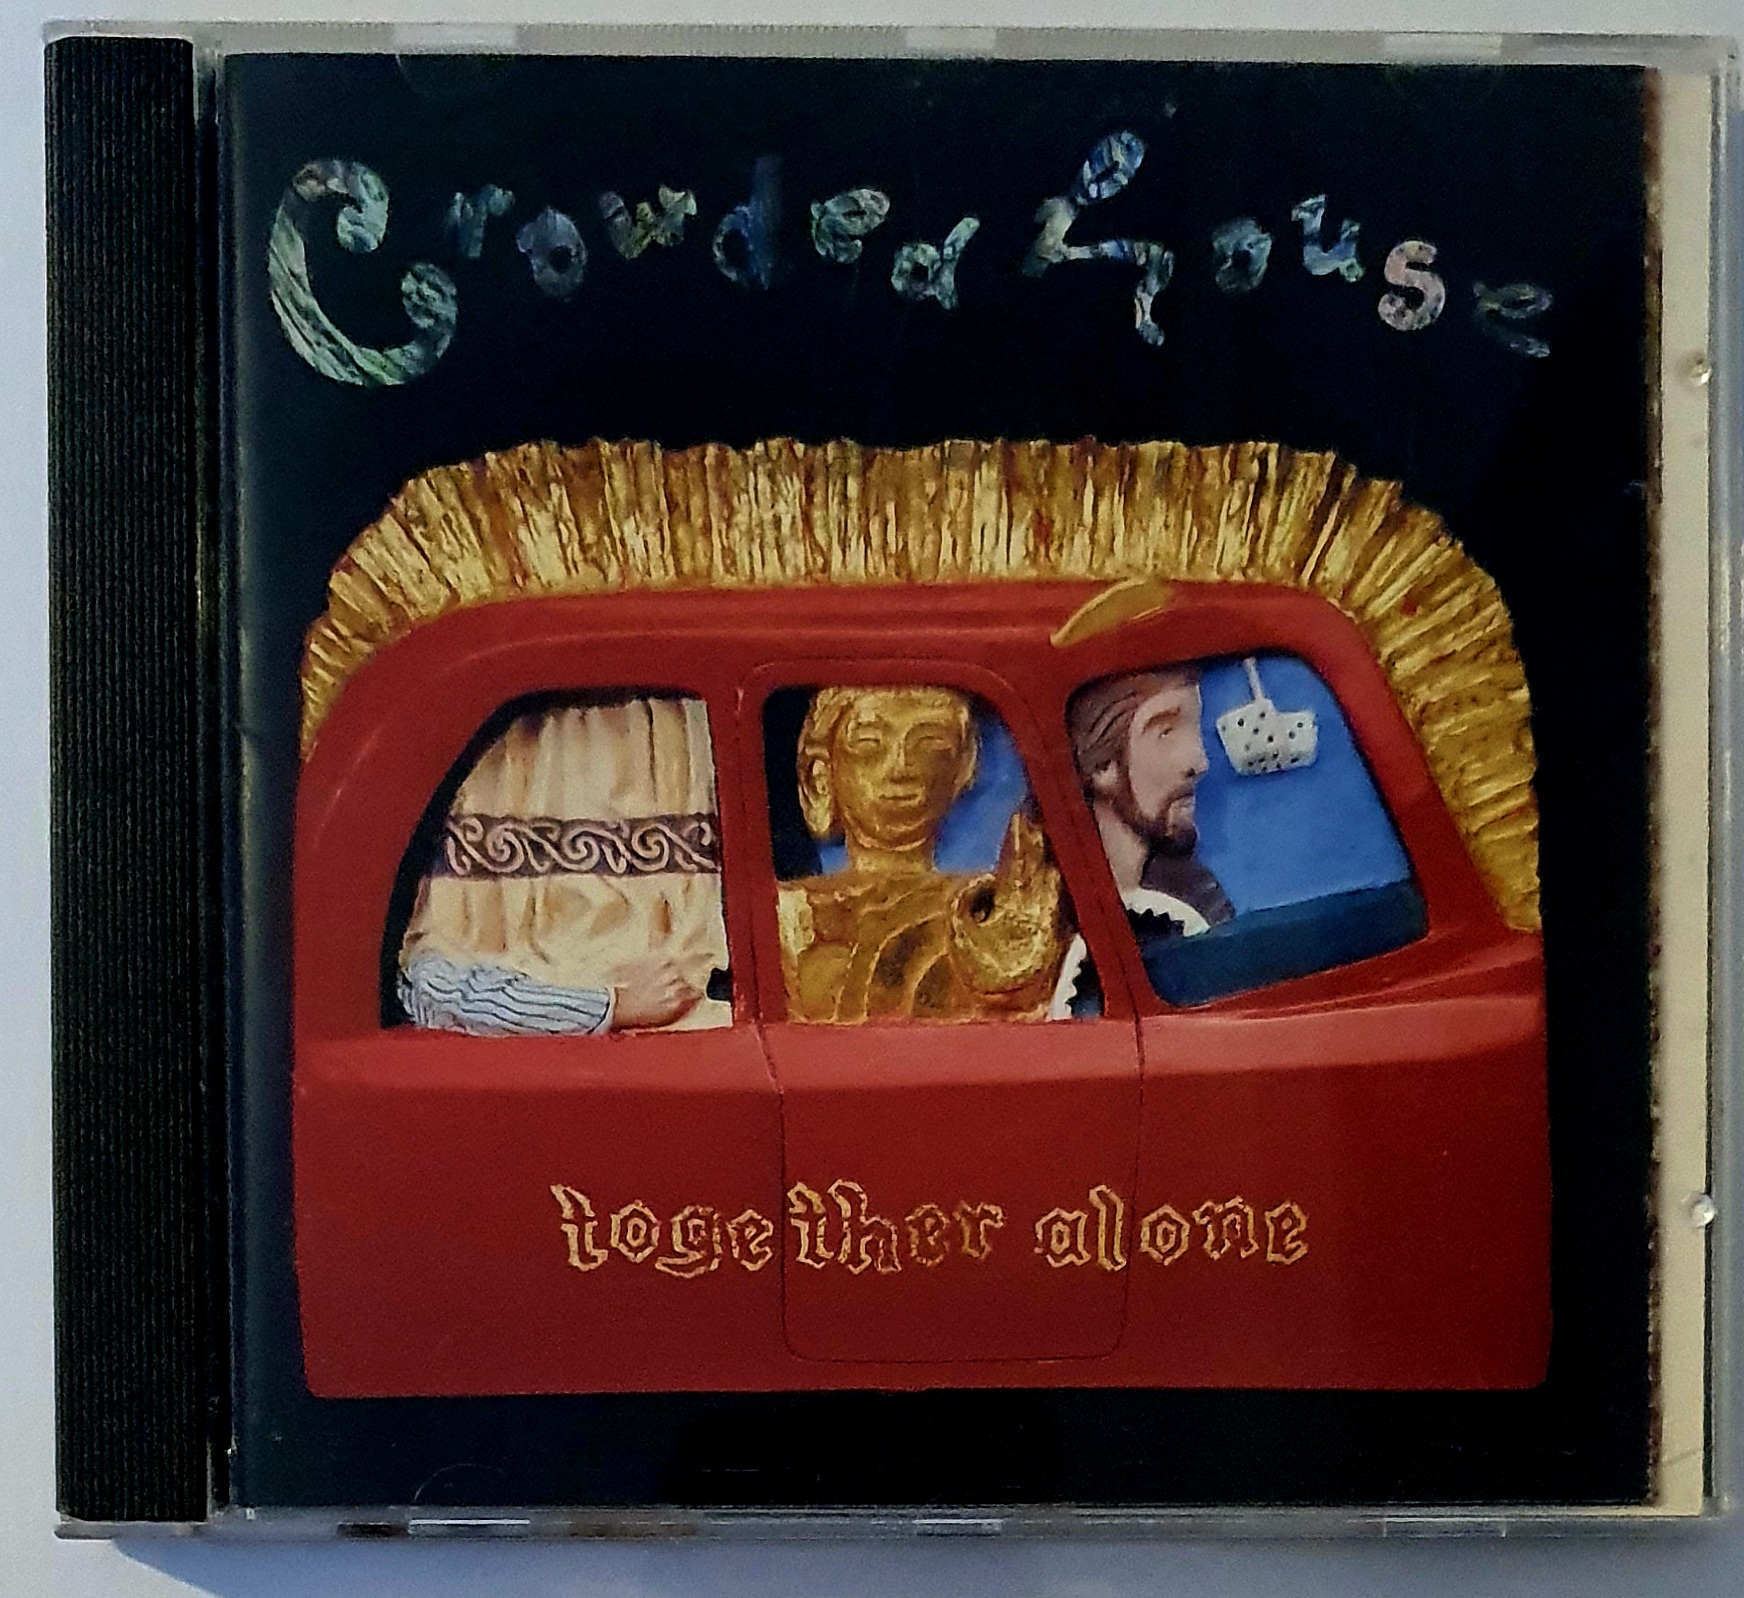 Crowded house
together alone